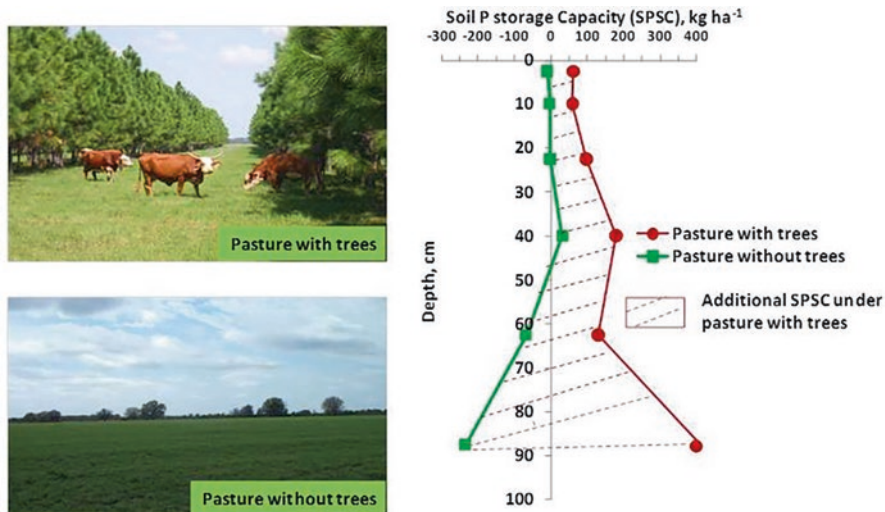 Pasture with trees
Pasture without trees
Soil P storage Capacity (SPSC), kg ha⁻¹
-300 -200 -100 0 100 200 300 400
Depth, cm
0
10
20
30
40
50
60
70
80
90
100
Pasture with trees
Pasture without trees
Additional SPSC under
pasture with trees